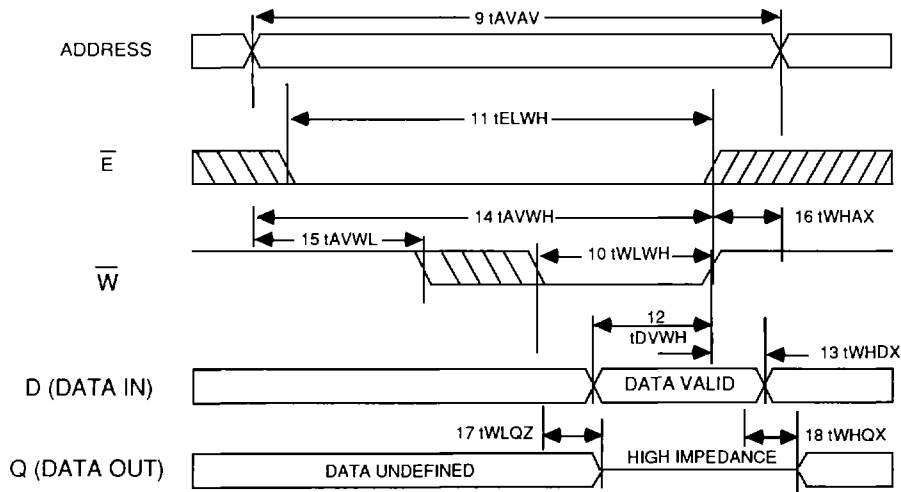 9 tAVAV
ADDRESS
11 tELWH
E
14 tAVWH
16 tWHAX
15 tAVWL
10 tWLWH
W
12
tDVWH
13 tWHDX
D (DATA IN)
DATA VALID
17 tWLQZ
18 tWHQX
HIGH IMPEDANCE
Q (DATA OUT)
DATA UNDEFINED